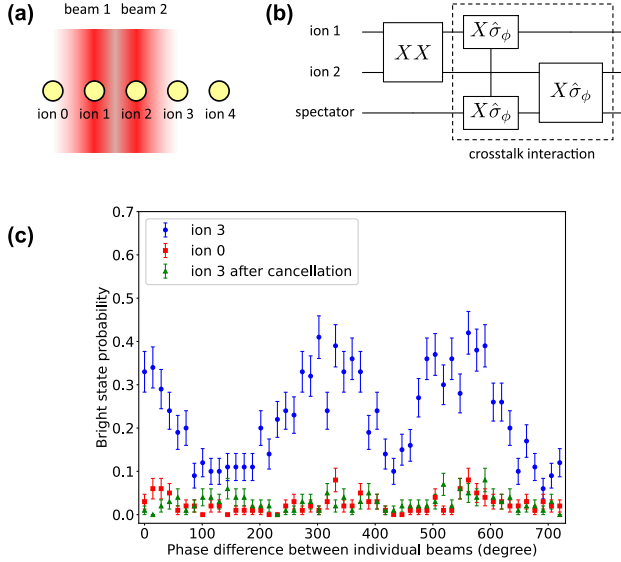 (a)
beam 1 beam 2
ion 0 ion 1 ion 2 ion 3 ion 4
(b)
ion 1
ion 2
spectator
XX
Xσ̂ϕ
Xσ̂ϕ
Xσ̂ϕ
crosstalk interaction
(c)
Bright state probability
0.7
0.6
0.5
0.4
0.3
0.2
0.1
0.0
ion 3
ion 0
ion 3 after cancellation
0 100 200 300 400 500 600 700
Phase difference between individual beams (degree)